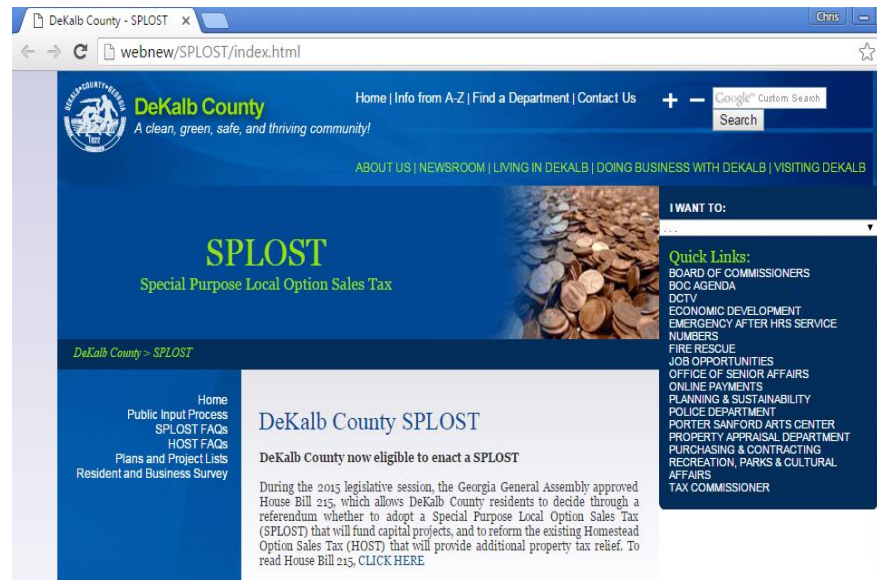 DeKalb County - SPLOST
Chris
webnew/SPLOST/index.html
DEKALB COUNTY GEORGIA
1822
DeKalb County
A clean, green, safe, and thriving community!
Home | Info from A-Z | Find a Department | Contact Us
+ −
Google™ Custom Search
Search
ABOUT US | NEWSROOM | LIVING IN DEKALB | DOING BUSINESS WITH DEKALB | VISITING DEKALB
SPLOST
Special Purpose Local Option Sales Tax
I WANT TO:
. . .
Quick Links:
BOARD OF COMMISSIONERS
BOC AGENDA
DCTV
ECONOMIC DEVELOPMENT
EMERGENCY AFTER HRS SERVICE
NUMBERS
FIRE RESCUE
JOB OPPORTUNITIES
OFFICE OF SENIOR AFFAIRS
ONLINE PAYMENTS
PLANNING & SUSTAINABILITY
POLICE DEPARTMENT
PORTER SANFORD ARTS CENTER
PROPERTY APPRAISAL DEPARTMENT
PURCHASING & CONTRACTING
RECREATION, PARKS & CULTURAL
AFFAIRS
TAX COMMISSIONER
DeKalb County > SPLOST
Home
Public Input Process
SPLOST FAQs
HOST FAQs
Plans and Project Lists
Resident and Business Survey
DeKalb County SPLOST
DeKalb County now eligible to enact a SPLOST
During the 2015 legislative session, the Georgia General Assembly approved
House Bill 215, which allows DeKalb County residents to decide through a
referendum whether to adopt a Special Purpose Local Option Sales Tax
(SPLOST) that will fund capital projects, and to reform the existing Homestead
Option Sales Tax (HOST) that will provide additional property tax relief. To
read House Bill 215, CLICK HERE